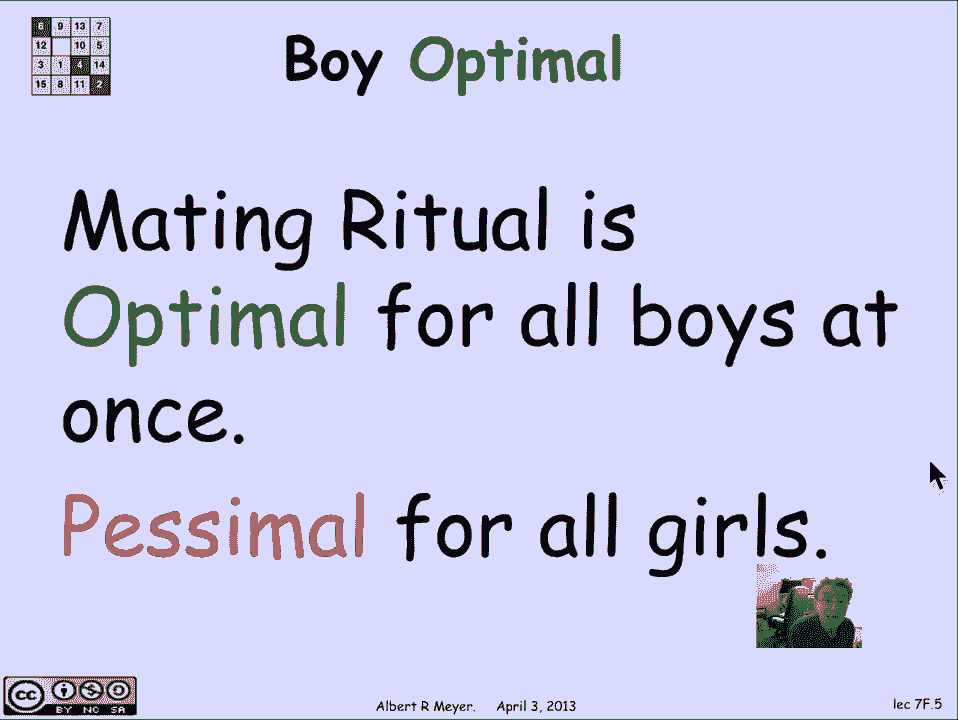 6 9 13 7
12 10 5
3 1 4 14
15 8 11 2
Boy Optimal
Mating Ritual is
Optimal for all boys at
once.
Pessimal for all girls.
cc
BY NC SA
Albert R Meyer. April 3, 2013
lec 7F.5